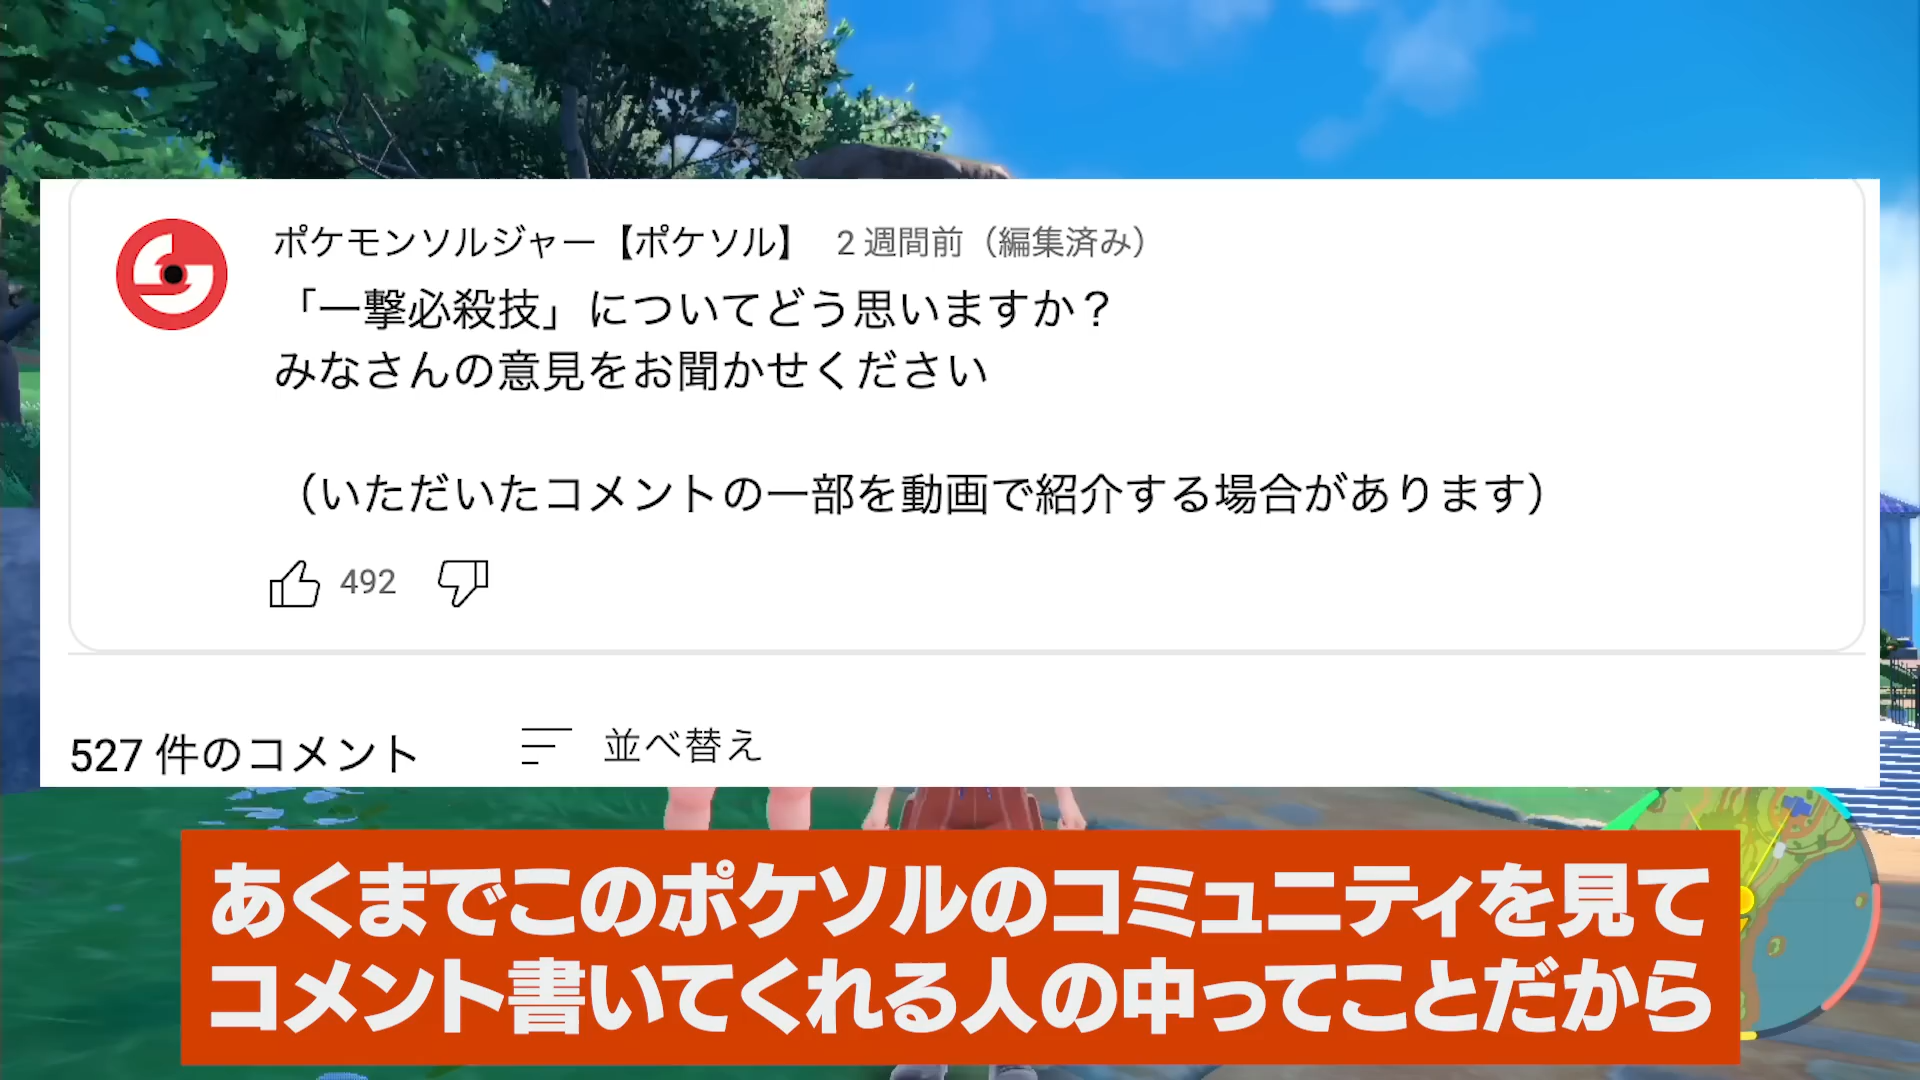 ポケモンソルジャー【ポケソル】 2 週間前（編集済み）
「一撃必殺技」についてどう思いますか？
みなさんの意見をお聞かせください
（いただいたコメントの一部を動画で紹介する場合があります）
492
527 件のコメント 並べ替え
あくまでこのポケソルのコミュニティを見て
コメント書いてくれる人の中ってことだから